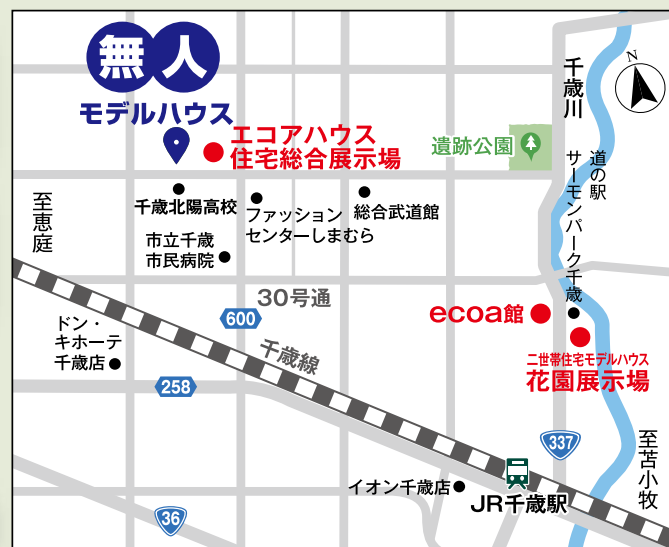 無人
モデルハウス
エコアハウス
住宅総合展示場
遺跡公園
N
千歳川
道の駅
サーモンパーク千歳
至恵庭
千歳北陽高校
ファッション
センターしまむら
総合武道館
市立千歳
市民病院
30号通
600
千歳線
ドン・
キホーテ
千歳店
258
ecoa館
二世帯住宅モデルハウス
花園展示場
337
至苫小牧
イオン千歳店
JR千歳駅
36